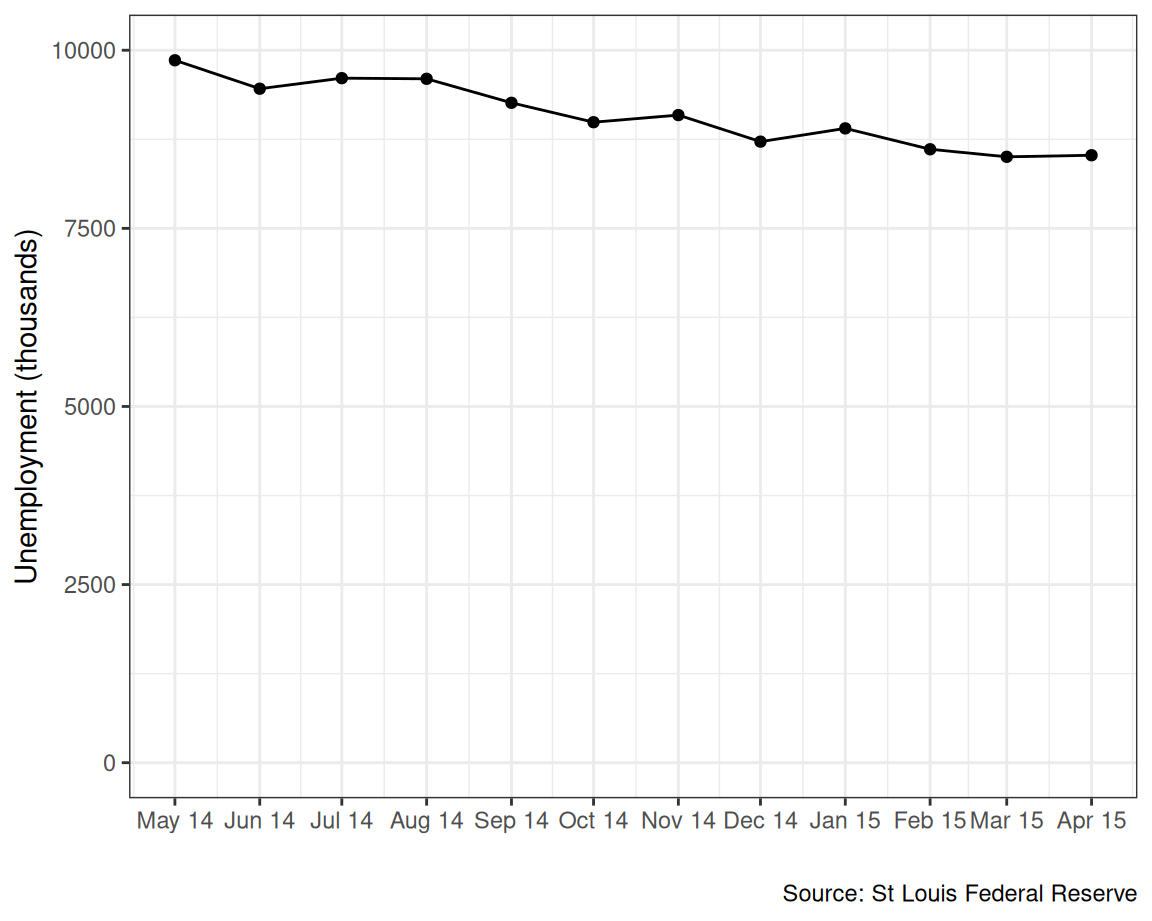 Unemployment (thousands)
10000
7500
5000
2500
0
May 14 Jun 14 Jul 14 Aug 14 Sep 14 Oct 14 Nov 14 Dec 14 Jan 15 Feb 15 Mar 15 Apr 15
Source: St Louis Federal Reserve